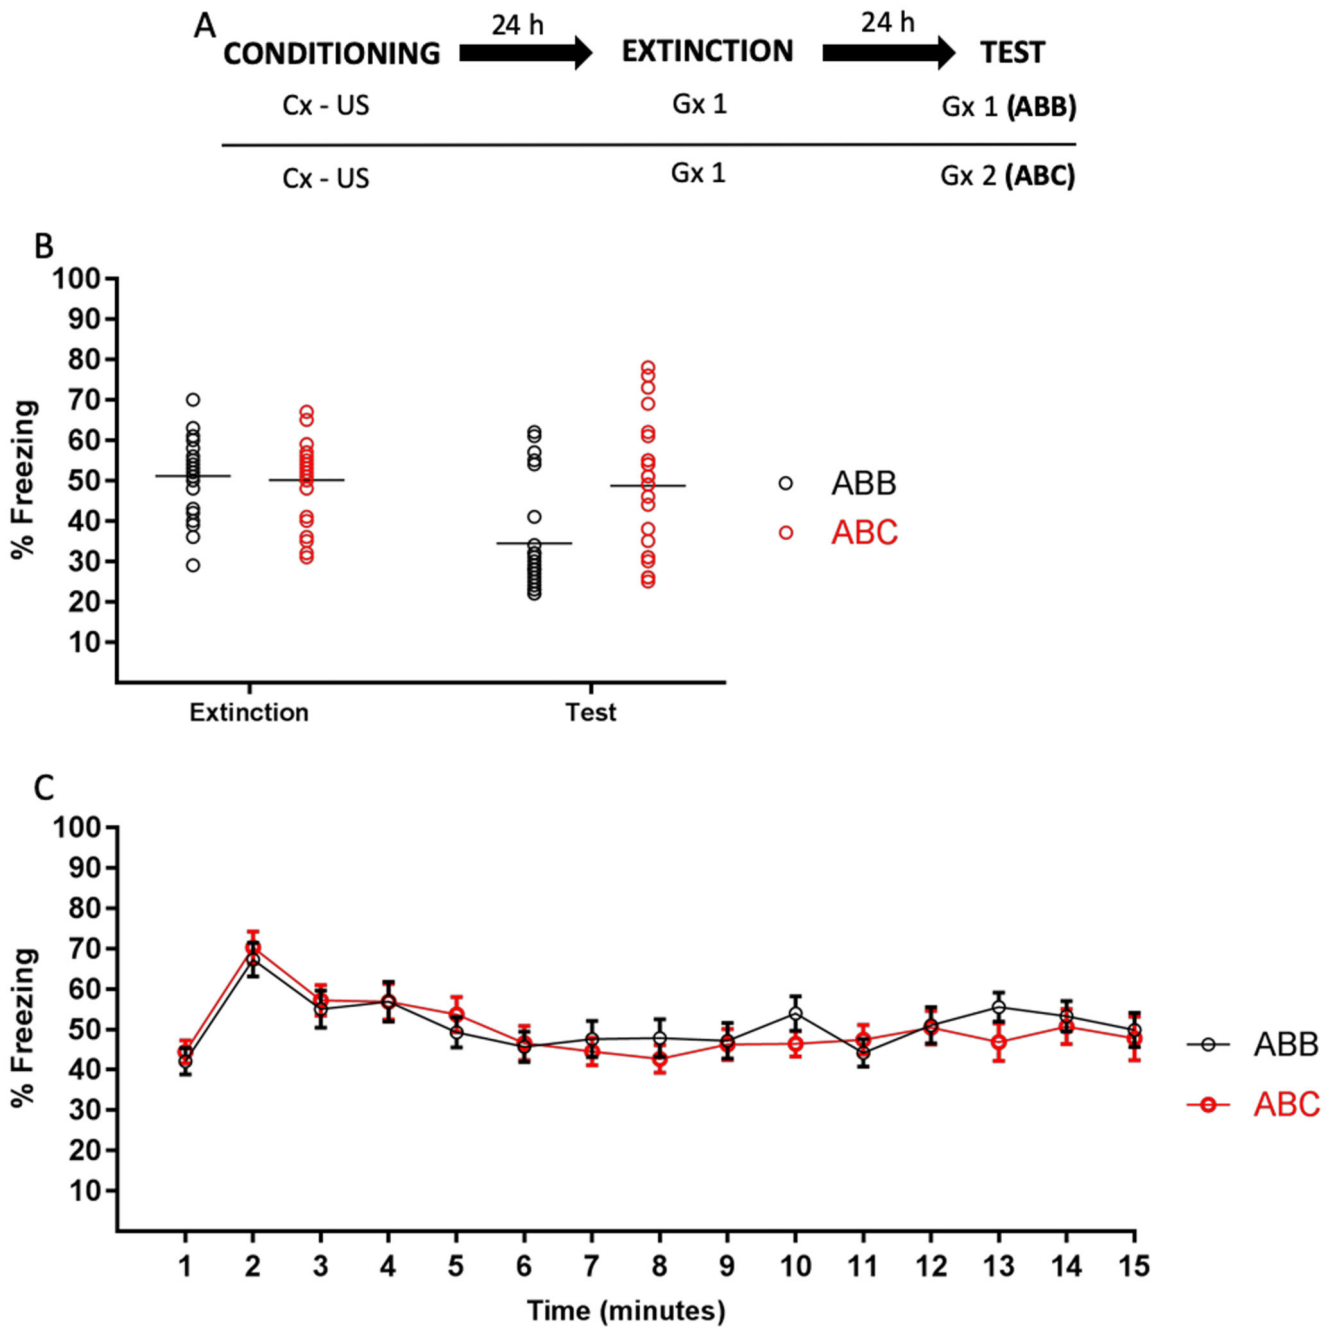 A
24 h
24 h
CONDITIONING EXTINCTION TEST
Cx - US Gx 1 Gx 1 (ABB)
Cx - US Gx 1 Gx 2 (ABC)
B
100
90
80
70
60
50
40
30
20
10
% Freezing
Extinction Test
ABB
ABC
C
100
90
80
70
60
50
40
30
20
10
% Freezing
1 2 3 4 5 6 7 8 9 10 11 12 13 14 15
Time (minutes)
ABB
ABC